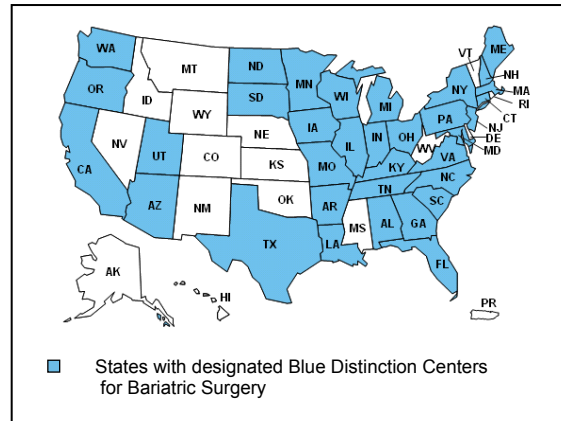 WA
MT
ND
MN
VT
ME
OR
ID
SD
WI
MI
NY
NH
MA
RI
WY
IA
PA
CT
NJ
NV
NE
IL
IN
OH
DE
MD
UT
CO
KS
MO
KY
WV
VA
CA
AZ
NM
OK
AR
TN
NC
SC
TX
LA
MS
AL
GA
FL
AK
HI
PR
States with designated Blue Distinction Centers
for Bariatric Surgery